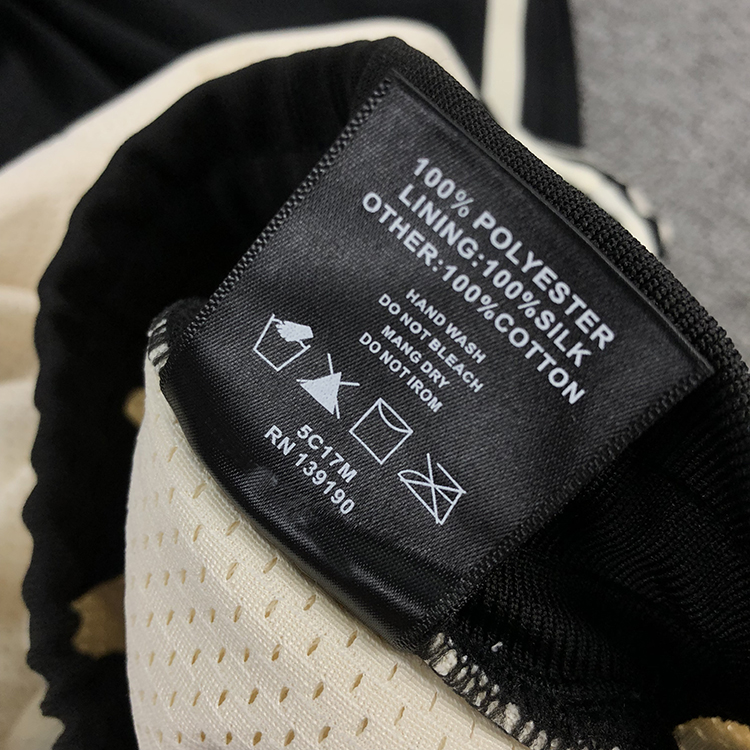 100% POLYESTER
LINING:100%SILK
OTHER:100%COTTON
HAND WASH
DO NOT BLEACH
MANG DRY
DO NOT IROM
5C17M
RN 139190